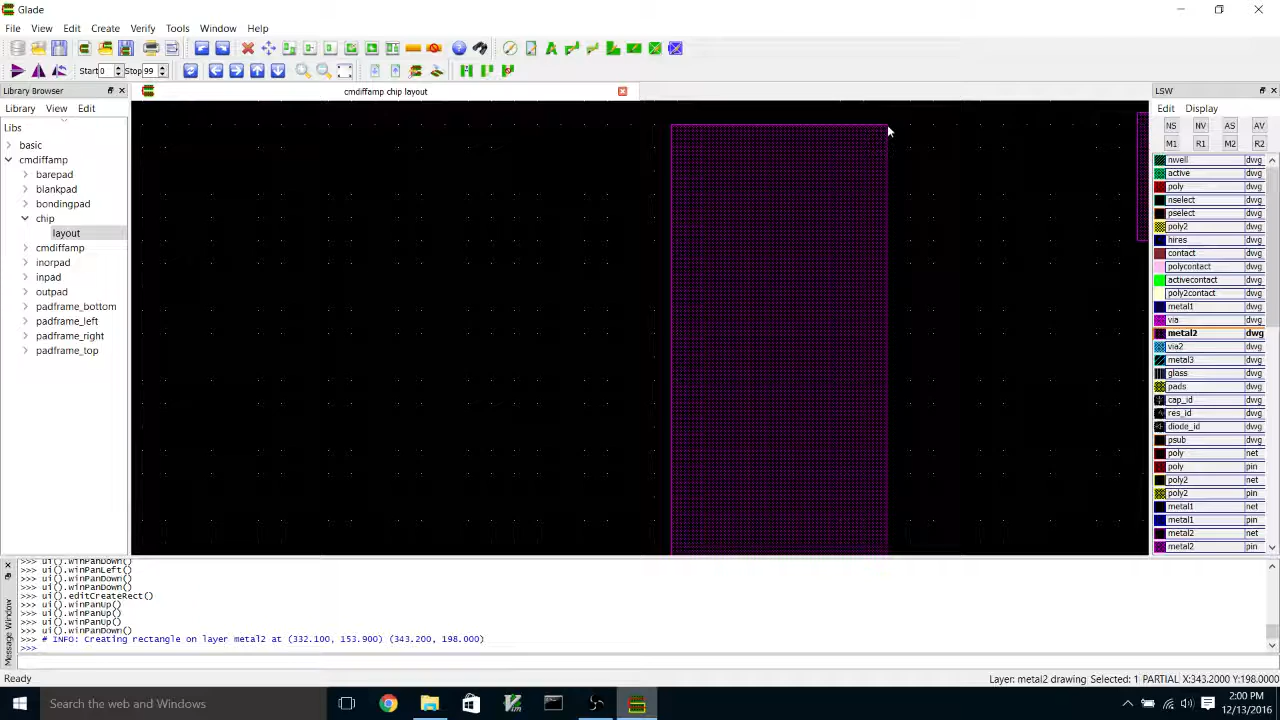 Glade
File View Edit Create Verify Tools Window Help
Start 0 Stop 99
Library Browser
cmdiffamp chip layout
LSW
Library View Edit
Edit Display
Libs
NS NV AS AV
M1 R1 M2 R2
basic
cmdiffamp
barepad
blankpad
bondingpad
chip
layout
cmdiffamp
inorpad
inpad
outpad
padframe_bottom
padframe_left
padframe_right
padframe_top
nwell dwg
active dwg
poly dwg
nselect dwg
pselect dwg
poly2 dwg
hires dwg
contact dwg
polycontact dwg
activecontact dwg
poly2contact dwg
metal1 dwg
via dwg
metal2 dwg
via2 dwg
metal3 dwg
glass dwg
pads dwg
cap_id dwg
res_id dwg
diode_id dwg
psub dwg
poly net
poly pin
poly2 net
poly2 pin
metal1 net
metal1 pin
metal2 net
metal2 pin
Message Window
>>> ui().winPanDown()
>>> ui().winPanLeft()
>>> ui().winPanDown()
>>> ui().winPanDown()
>>> ui().editCreateRect()
>>> ui().winPanUp()
>>> ui().winPanUp()
>>> ui().winPanUp()
>>> ui().winPanDown()
>>> # INFO: Creating rectangle on layer metal2 at (332.100, 153.900) (343.200, 198.000)
>>>
Ready
Layer: metal2 drawing Selected: 1 PARTIAL X:343.2000 Y:198.0000
Search the web and Windows
2:00 PM
12/13/2016